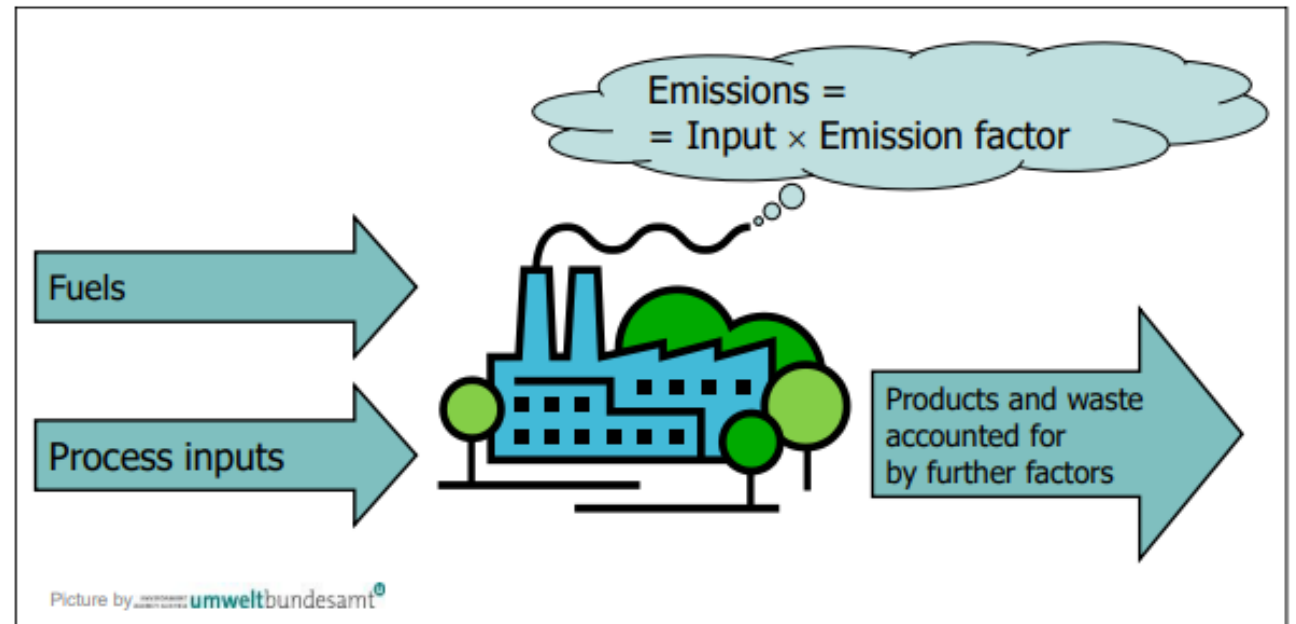 Emissions =
= Input × Emission factor
Fuels
Process inputs
Products and waste
accounted for
by further factors
Picture by umweltbundesamt